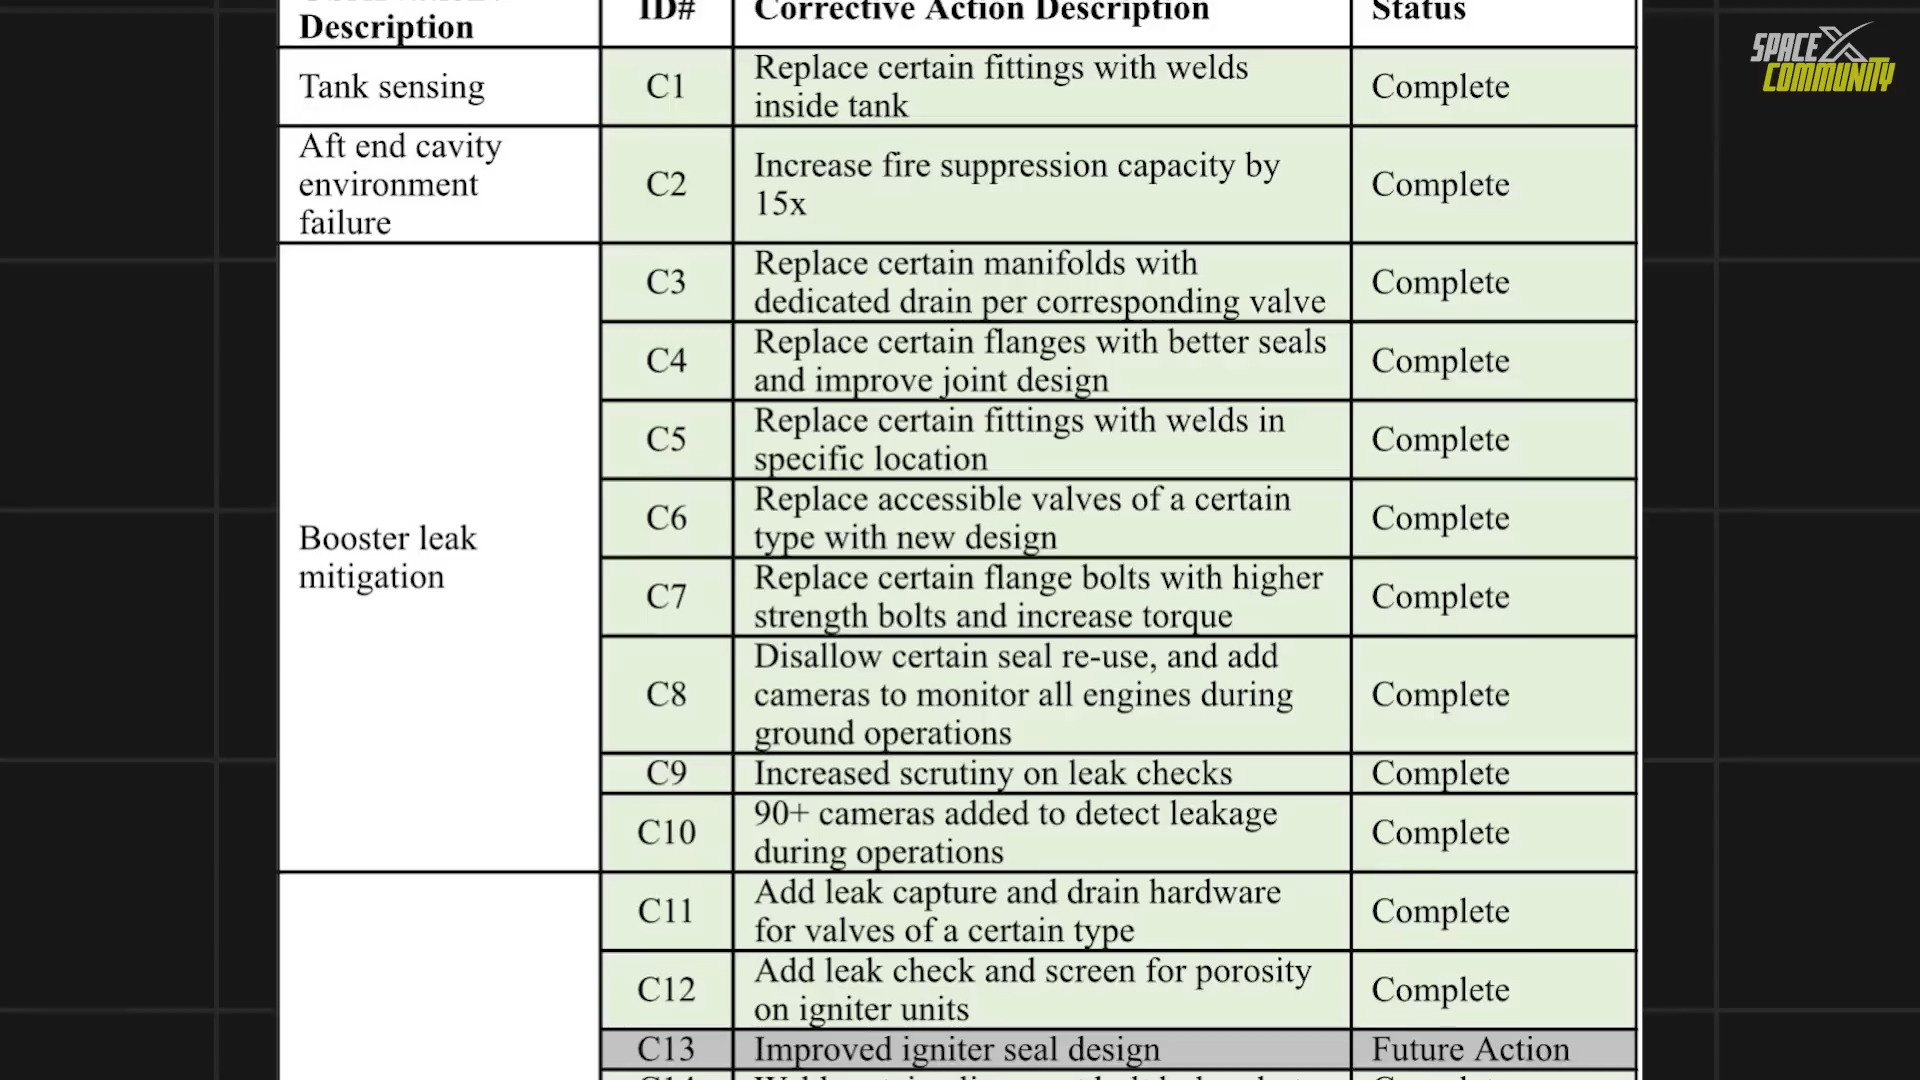 Description
ID#
Corrective Action Description
Status
SPACEX
COMMUNITY
Tank sensing
C1
Replace certain fittings with welds
inside tank
Complete
Aft end cavity
environment
failure
C2
Increase fire suppression capacity by
15x
Complete
Booster leak
mitigation
C3
Replace certain manifolds with
dedicated drain per corresponding valve
Complete
C4
Replace certain flanges with better seals
and improve joint design
Complete
C5
Replace certain fittings with welds in
specific location
Complete
C6
Replace accessible valves of a certain
type with new design
Complete
C7
Replace certain flange bolts with higher
strength bolts and increase torque
Complete
C8
Disallow certain seal re-use, and add
cameras to monitor all engines during
ground operations
Complete
C9
Increased scrutiny on leak checks
Complete
C10
90+ cameras added to detect leakage
during operations
Complete
C11
Add leak capture and drain hardware
for valves of a certain type
Complete
C12
Add leak check and screen for porosity
on igniter units
Complete
C13
Improved igniter seal design
Future Action